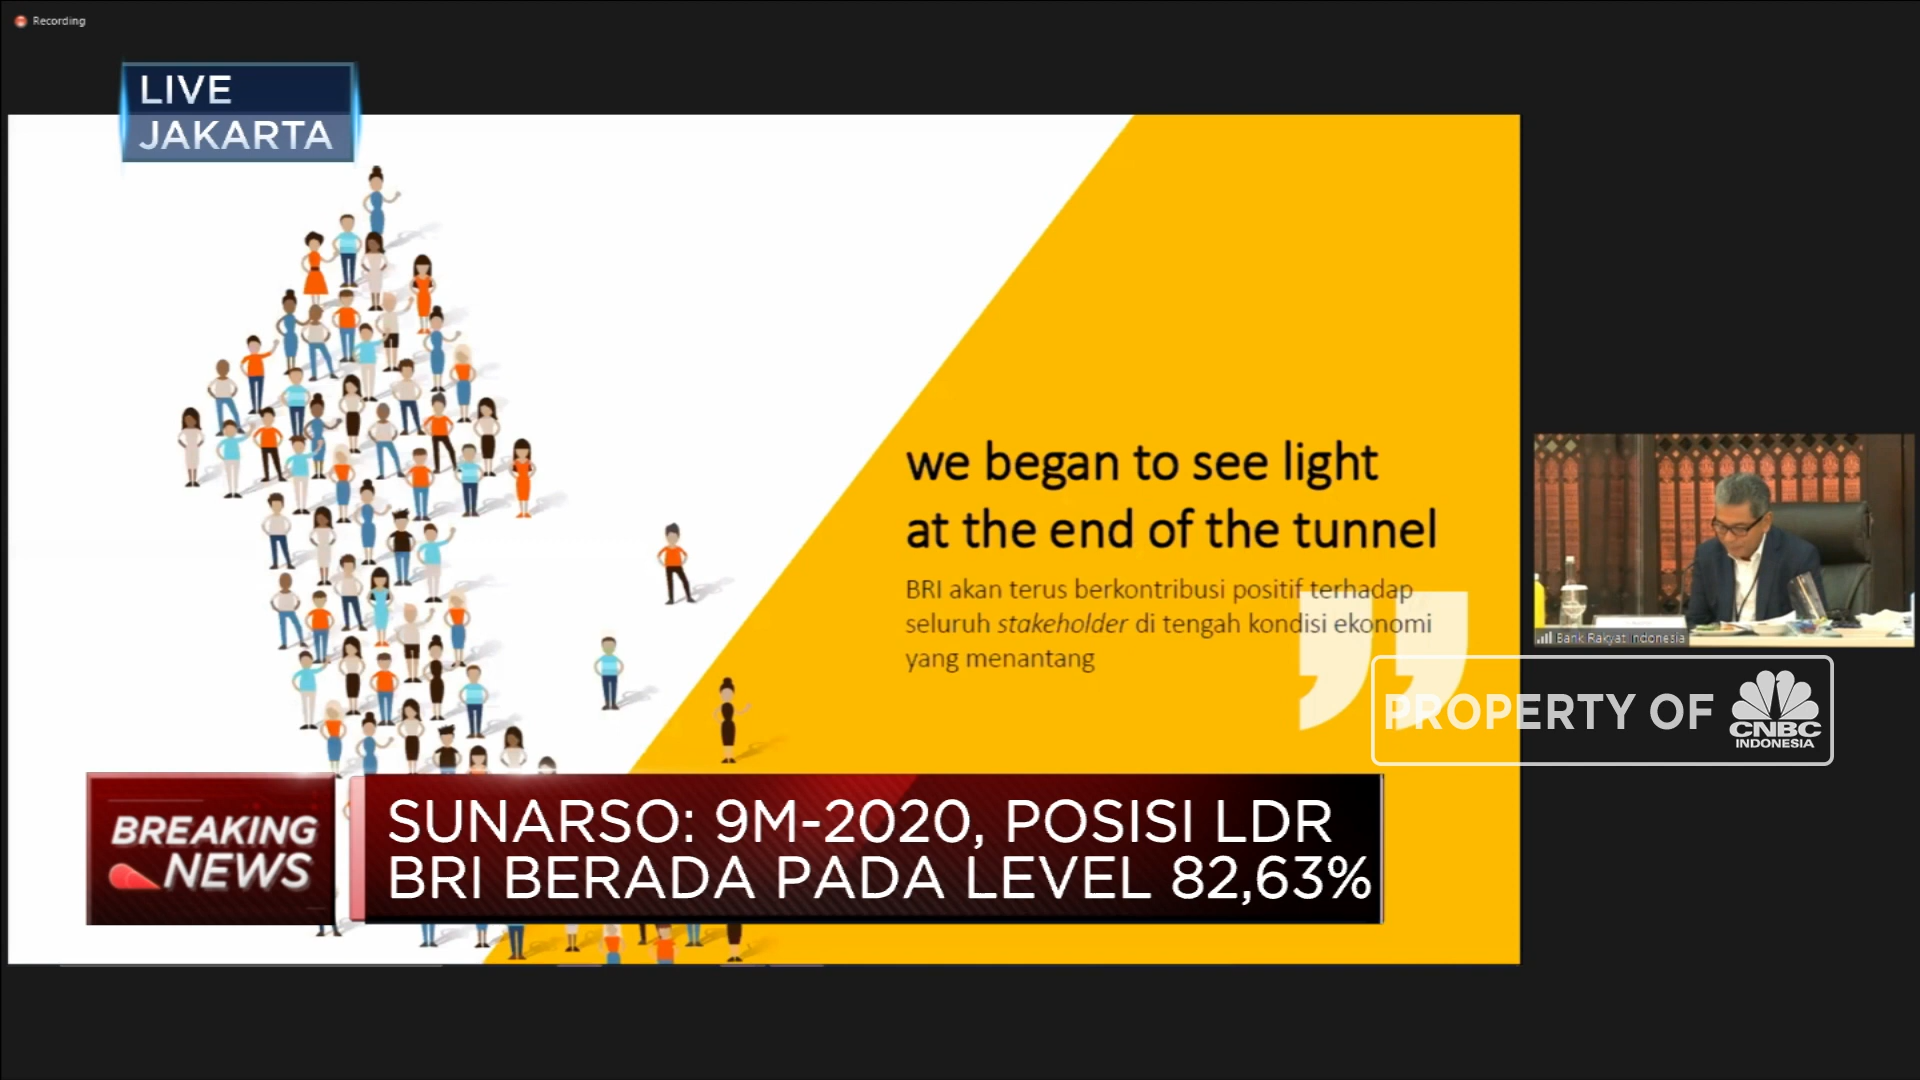 Recording
LIVE
JAKARTA
we began to see light
at the end of the tunnel
BRI akan terus berkontribusi positif terhadap
seluruh stakeholder di tengah kondisi ekonomi
yang menantang
Bank Rakyat Indonesia
PROPERTY OF
CNBC
INDONESIA
BREAKING
NEWS
SUNARSO: 9M-2020, POSISI LDR
BRI BERADA PADA LEVEL 82,63%